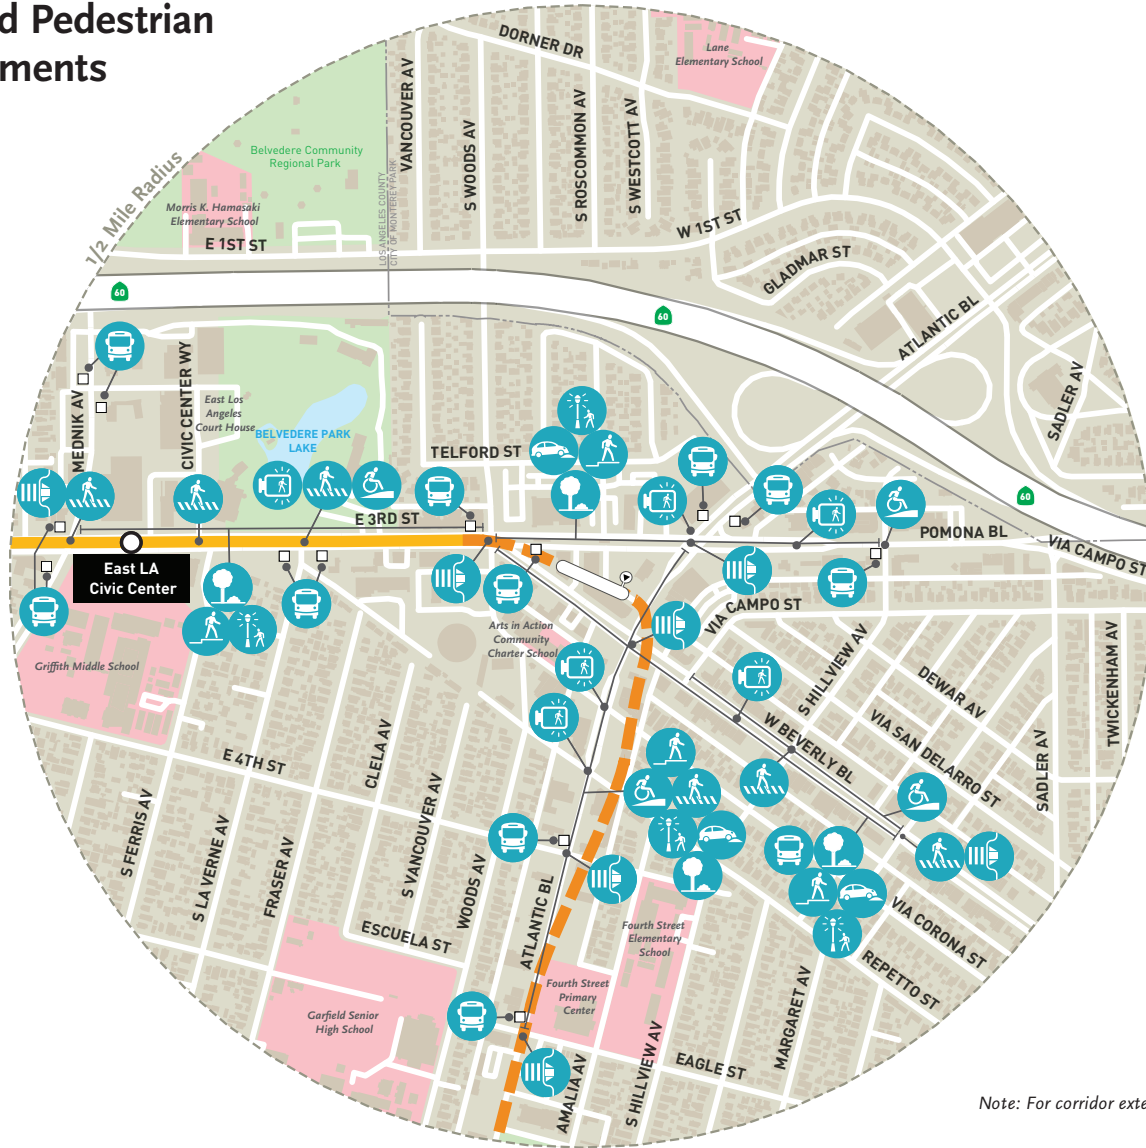 d Pedestrian
ments
1/2 Mile Radius
DORNER DR
Lane
Elementary School
VANCOUVER AV
S WOODS AV
S ROSCOMMON AV
S WESTCOTT AV
Belvedere Community
Regional Park
Morris K. Hamasaki
Elementary School
LOS ANGELES COUNTY
CITY OF MONTEREY PARK
E 1ST ST
W 1ST ST
GLADMAR ST
ATLANTIC BL
60
60
60
SADLER AV
MEDNIK AV
CIVIC CENTER WY
East Los
Angeles
Court House
BELVEDERE PARK
LAKE
TELFORD ST
E 3RD ST
POMONA BL
VIA CAMPO ST
East LA
Civic Center
VIA CAMPO ST
Arts in Action
Community
Charter School
Griffith Middle School
S HILLVIEW AV
DEWAR AV
TWICKENHAM AV
VIA SAN DELARRO ST
W BEVERLY BL
SADLER AV
E 4TH ST
CLELA AV
S FERRIS AV
S LA VERNE AV
FRASER AV
S VANCOUVER AV
WOODS AV
ATLANTIC BL
ESCUELA ST
VIA CORONA ST
REPETTO ST
Fourth Street
Elementary
School
Fourth Street
Primary
Center
Garfield Senior
High School
MARGARET AV
EAGLE ST
S HILLVIEW AV
AMALIA AV
Note: For corridor exte